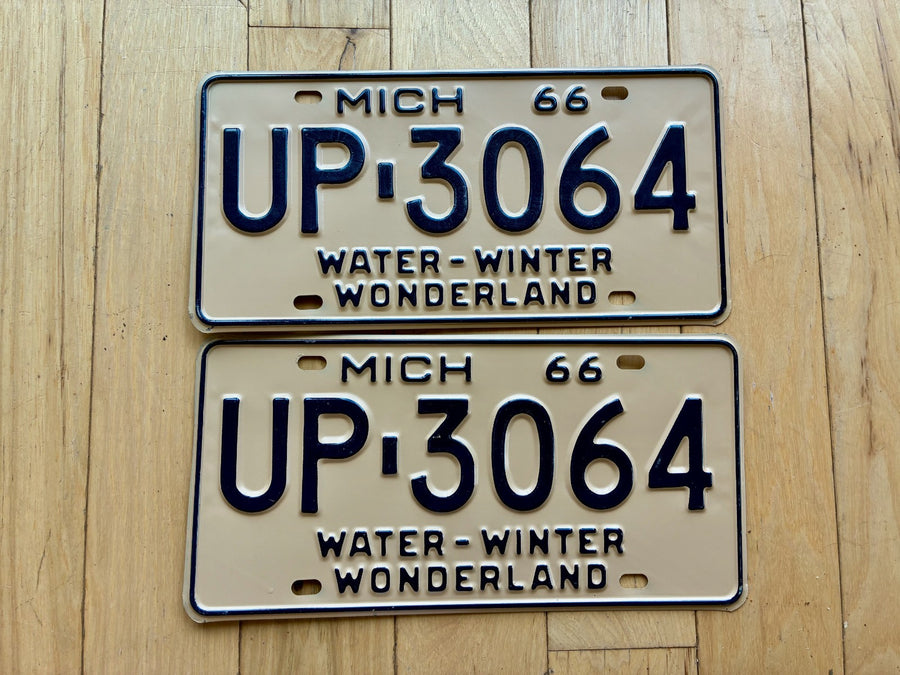 MICH 66
UP-3064
WATER-WINTER
WONDERLAND
MICH 66
UP-3064
WATER-WINTER
WONDERLAND